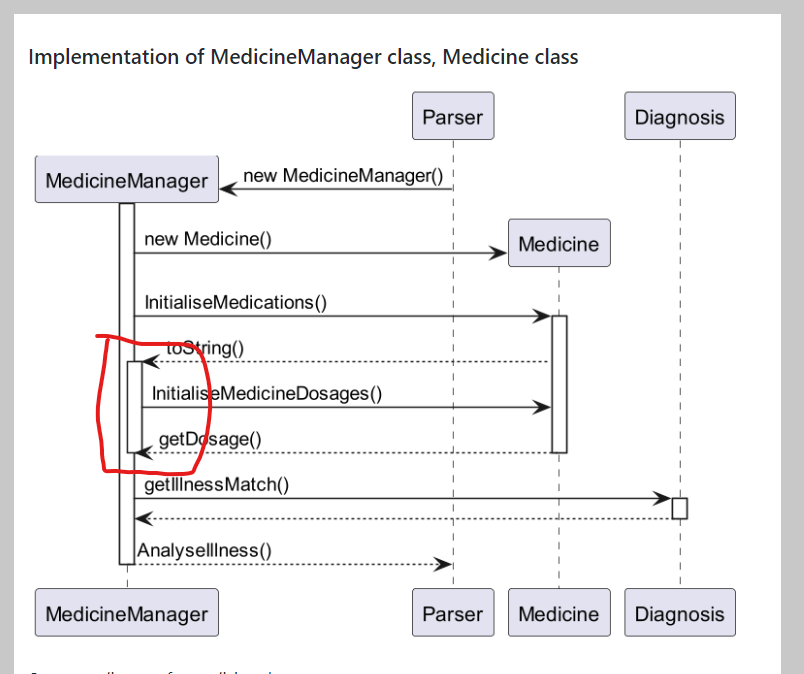 Implementation of MedicineManager class, Medicine class
Parser
Diagnosis
MedicineManager
new MedicineManager()
new Medicine()
Medicine
InitialiseMedications()
toString()
InitialiseMedicineDosages()
getDosage()
getIllnessMatch()
AnalyseIllness()
MedicineManager
Parser
Medicine
Diagnosis